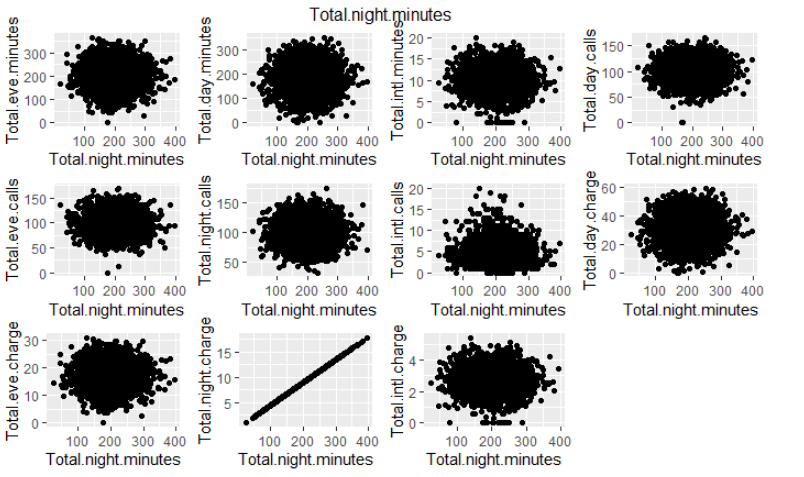 Total.night.minutes
Total.eve.minutes
300
200
100
0
100 200 300 400
Total.night.minutes
Total.day.minutes
300
200
100
0
100 200 300 400
Total.night.minutes
Total.intl.minutes
20
15
10
5
0
100 200 300 400
Total.night.minutes
Total.day.calls
150
100
50
0
100 200 300 400
Total.night.minutes
Total.eve.calls
150
100
50
0
100 200 300 400
Total.night.minutes
Total.night.calls
150
100
50
100 200 300 400
Total.night.minutes
Total.intl.calls
20
15
10
5
0
100 200 300 400
Total.night.minutes
Total.day.charge
60
40
20
0
100 200 300 400
Total.night.minutes
Total.eve.charge
30
20
10
0
100 200 300 400
Total.night.minutes
Total.night.charge
15
10
5
100 200 300 400
Total.night.minutes
Total.intl.charge
4
2
0
100 200 300 400
Total.night.minutes